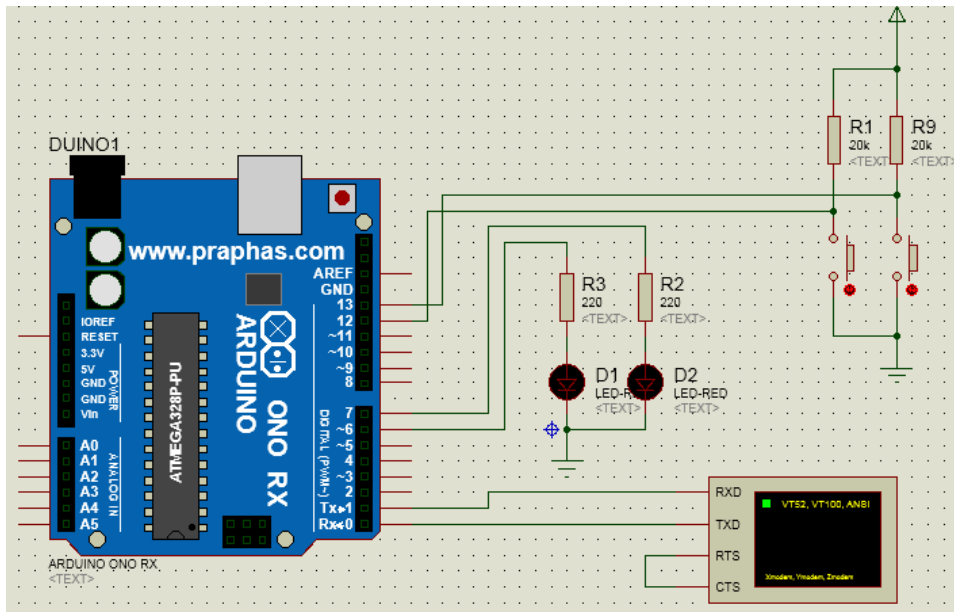 DUINO1
www.praphas.com
AREF
GND
13
12
~11
~10
~9
8
7
~6
~5
4
~3
2
Tx▸1
Rx◂0
IOREF
RESET
3.3V
5V
GND
GND
Vin
POWER
A0
A1
A2
A3
A4
A5
ANALOG IN
ATMEGA328P-PU
ARDUINO
ONO RX
DIGITAL (PWM~)
ARDUINO ONO RX
<TEXT>
R1
20k
<TEXT
R9
20k
<TEXT>
R3
220
<TEXT>
R2
220
<TEXT>
D1
LED-R
<TEXT>
D2
LED-RED
<TEXT>
RXD
TXD
RTS
CTS
VT52, VT100, ANSI
Xmodem, Ymodem, Zmodem